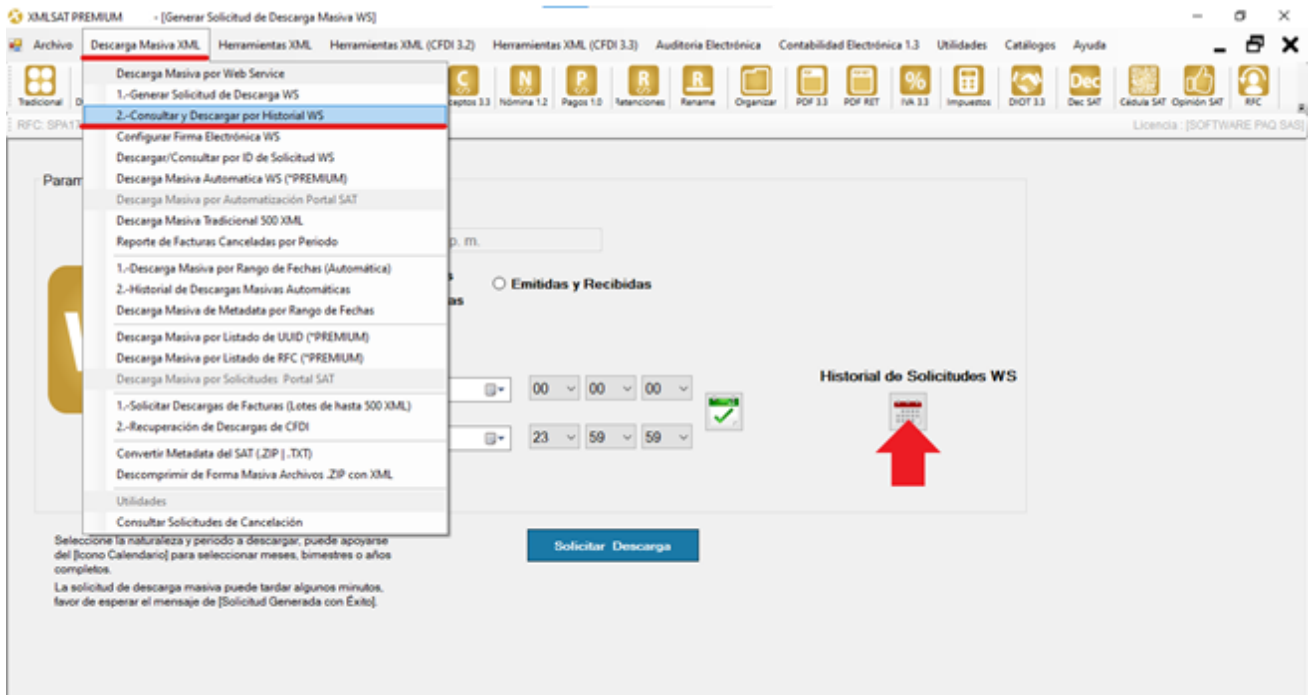 XMLSAT PREMIUM - [Generar Solicitud de Descarga Masiva WS]
Archivo Descarga Masiva XML Herramientas XML Herramientas XML (CFDI 3.2) Herramientas XML (CFDI 3.3) Auditoria Electrónica Contabilidad Electrónica 1.3 Utilidades Catálogos Ayuda
C N P R R % Dec
S S S S
Tradicional D ceptos 3.3 Nómina 1.2 Pagos 1.0 Retenciones Rename Organizar PDF 3.3 PDF RET IVA 3.3 Impuestos DIOT 3.3 Dec SAT Cédula SAT Opinión SAT RFC
RFC: SPA17 Licencia : [SOFTWARE PAQ SAS]
Descarga Masiva por Web Service
1.-Generar Solicitud de Descarga WS
2.-Consultar y Descargar por Historial WS
Configurar Firma Electrónica WS
Descargar/Consultar por ID de Solicitud WS
Descarga Masiva Automatica WS (*PREMIUM)
Descarga Masiva por Automatización Portal SAT
Descarga Masiva Tradicional 500 XML
Reporte de Facturas Canceladas por Periodo
1.-Descarga Masiva por Rango de Fechas (Automática)
2.-Historial de Descargas Masivas Automáticas
Descarga Masiva de Metadata por Rango de Fechas
Descarga Masiva por Listado de UUID (*PREMIUM)
Descarga Masiva por Listado de RFC (*PREMIUM)
Descarga Masiva por Solicitudes Portal SAT
1.-Solicitar Descargas de Facturas (Lotes de hasta 500 XML)
2.-Recuperación de Descargas de CFDI
Convertir Metadata del SAT (.ZIP | .TXT)
Descomprimir de Forma Masiva Archivos .ZIP con XML
Utilidades
Consultar Solicitudes de Cancelación
Param
p. m.
s
as
Emitidas y Recibidas
00 00 00
23 59 59
Historial de Solicitudes WS
Seleccione la naturaleza y periodo a descargar, puede apoyarse
del [Icono Calendario] para seleccionar meses, bimestres o años
completos.
La solicitud de descarga masiva puede tardar algunos minutos,
favor de esperar el mensaje de [Solicitud Generada con Éxito].
Solicitar Descarga